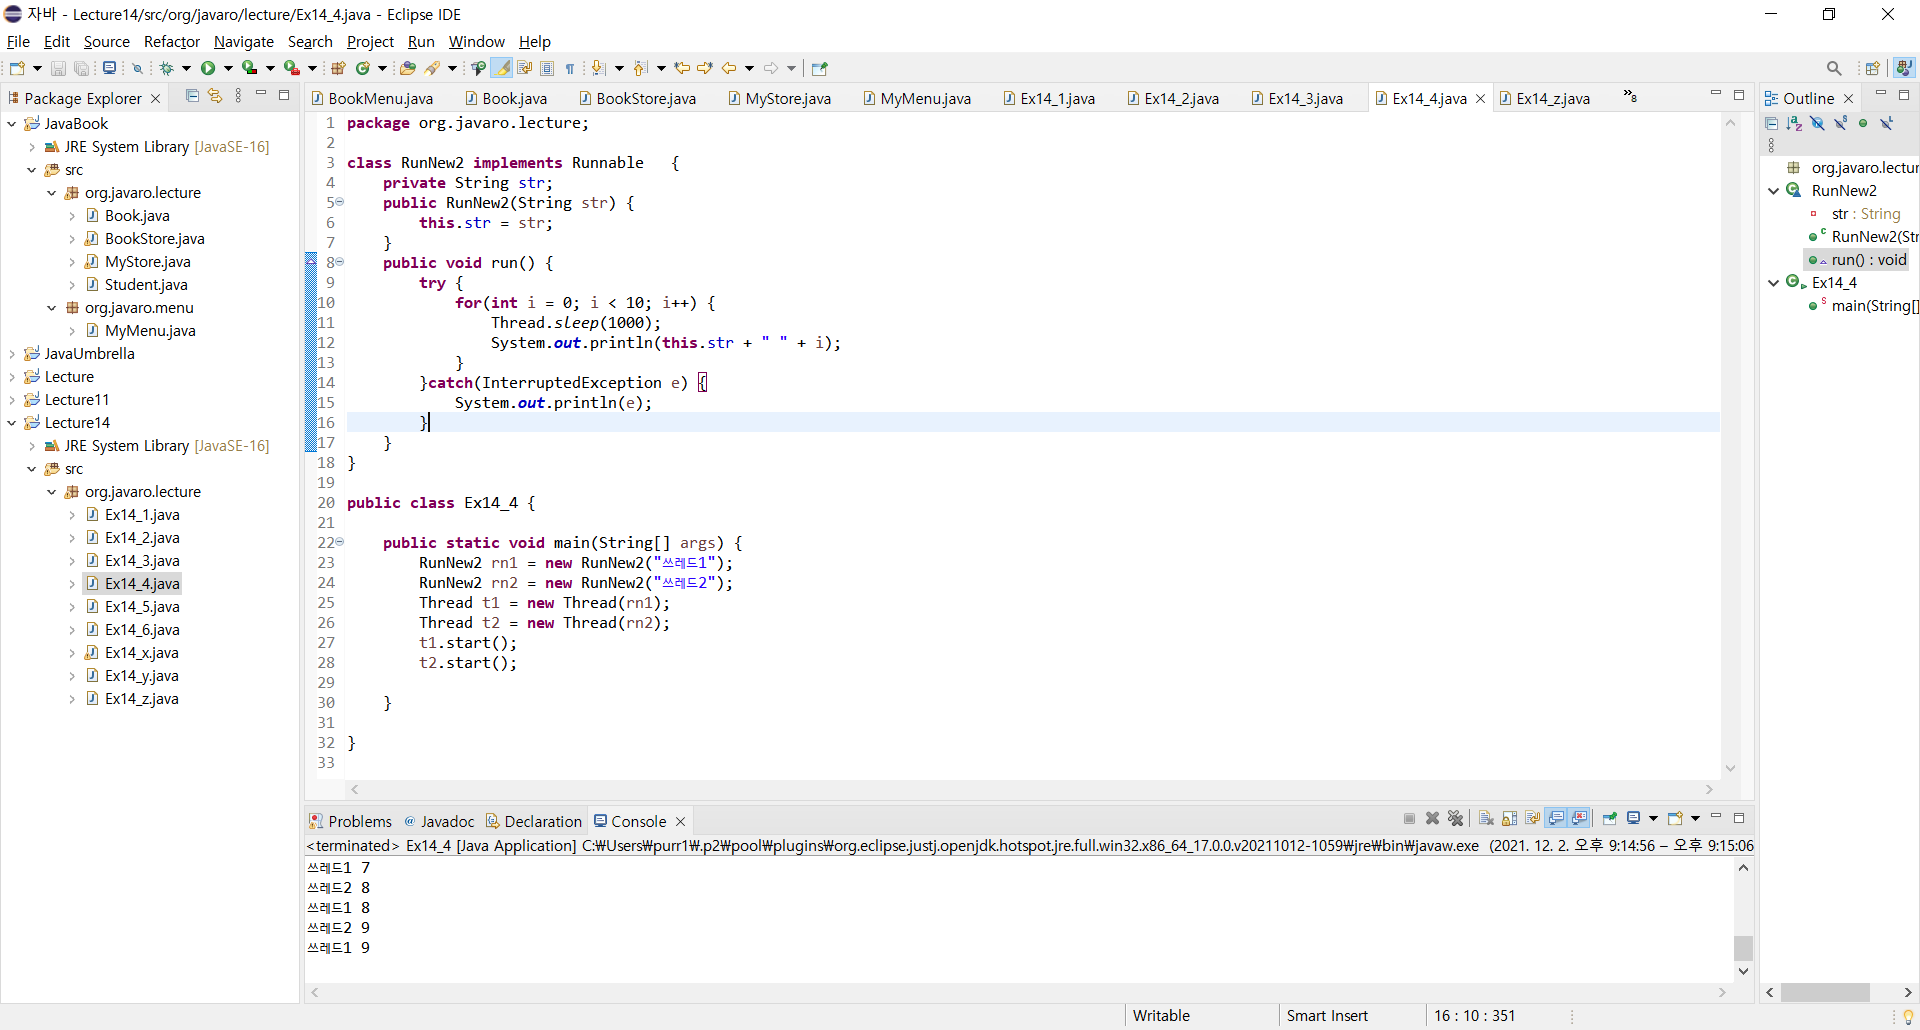 자바 - Lecture14/src/org/javaro/lecture/Ex14_4.java - Eclipse IDE
File Edit Source Refactor Navigate Search Project Run Window Help
Package Explorer
JavaBook
JRE System Library [JavaSE-16]
src
org.javaro.lecture
Book.java
BookStore.java
MyStore.java
Student.java
org.javaro.menu
MyMenu.java
JavaUmbrella
Lecture
Lecture11
Lecture14
JRE System Library [JavaSE-16]
src
org.javaro.lecture
Ex14_1.java
Ex14_2.java
Ex14_3.java
Ex14_4.java
Ex14_5.java
Ex14_6.java
Ex14_x.java
Ex14_y.java
Ex14_z.java
BookMenu.java Book.java BookStore.java MyStore.java MyMenu.java Ex14_1.java Ex14_2.java Ex14_3.java Ex14_4.java Ex14_z.java »8
1 package org.javaro.lecture;
2
3 class RunNew2 implements Runnable {
4 private String str;
5 public RunNew2(String str) {
6 this.str = str;
7 }
8 public void run() {
9 try {
10 for(int i = 0; i < 10; i++) {
11 Thread.sleep(1000);
12 System.out.println(this.str + " " + i);
13 }
14 }catch(InterruptedException e) {
15 System.out.println(e);
16 }
17 }
18 }
19
20 public class Ex14_4 {
21
22 public static void main(String[] args) {
23 RunNew2 rn1 = new RunNew2("쓰레드1");
24 RunNew2 rn2 = new RunNew2("쓰레드2");
25 Thread t1 = new Thread(rn1);
26 Thread t2 = new Thread(rn2);
27 t1.start();
28 t2.start();
29
30 }
31
32 }
33
Outline
org.javaro.lectur
RunNew2
str : String
RunNew2(Str
run() : void
Ex14_4
main(String[]
Problems @ Javadoc Declaration Console
<terminated> Ex14_4 [Java Application] C:₩Users₩purr1₩.p2₩pool₩plugins₩org.eclipse.justj.openjdk.hotspot.jre.full.win32.x86_64_17.0.0.v20211012-1059₩jre₩bin₩javaw.exe (2021. 12. 2. 오후 9:14:56 – 오후 9:15:06
쓰레드1 7
쓰레드2 8
쓰레드1 8
쓰레드2 9
쓰레드1 9
Writable Smart Insert 16 : 10 : 351